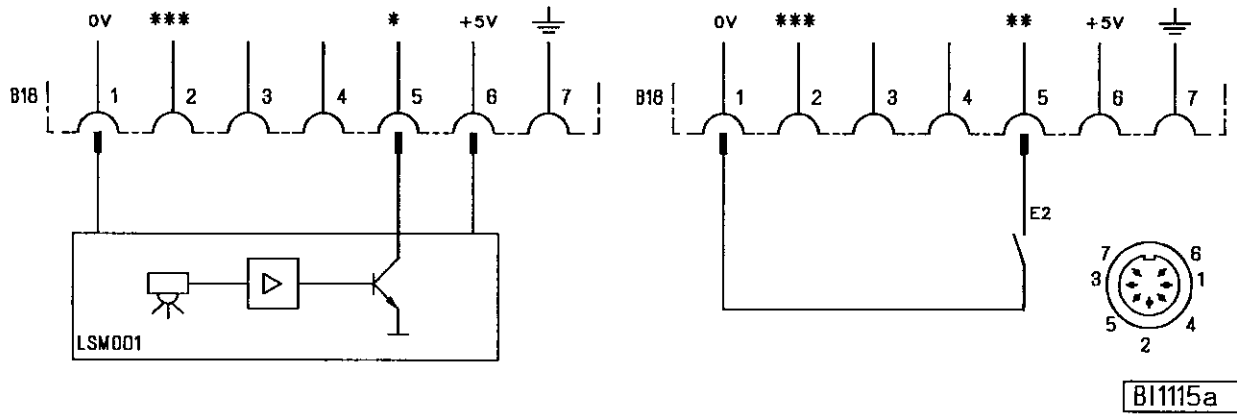 0V *** * +5V
B18 1 2 3 4 5 6 7
LSM001
0V *** ** +5V
B18 1 2 3 4 5 6 7
E2
7 6
3 1
5 4
2
BI1115a